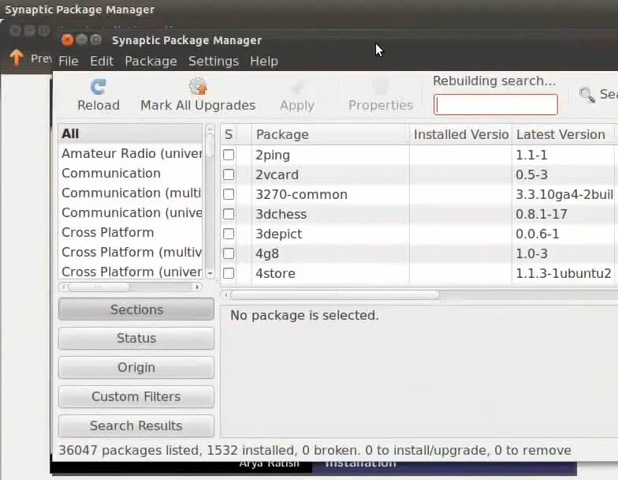 Synaptic Package Manager
Synaptic Package Manager
File Edit Package Settings Help
Rebuilding search...
Reload Mark All Upgrades Apply Properties
S Package Installed Versio Latest Version
All
Amateur Radio (univer
Communication
Communication (multi
Communication (unive
Cross Platform
Cross Platform (multiv
Cross Platform (univer
2ping 1.1-1
2vcard 0.5-3
3270-common 3.3.10ga4-2buil
3dchess 0.8.1-17
3depict 0.0.6-1
4g8 1.0-3
4store 1.1.3-1ubuntu2
Sections
Status
Origin
Custom Filters
Search Results
No package is selected.
36047 packages listed, 1532 installed, 0 broken. 0 to install/upgrade, 0 to remove
Arya Ratish Installation